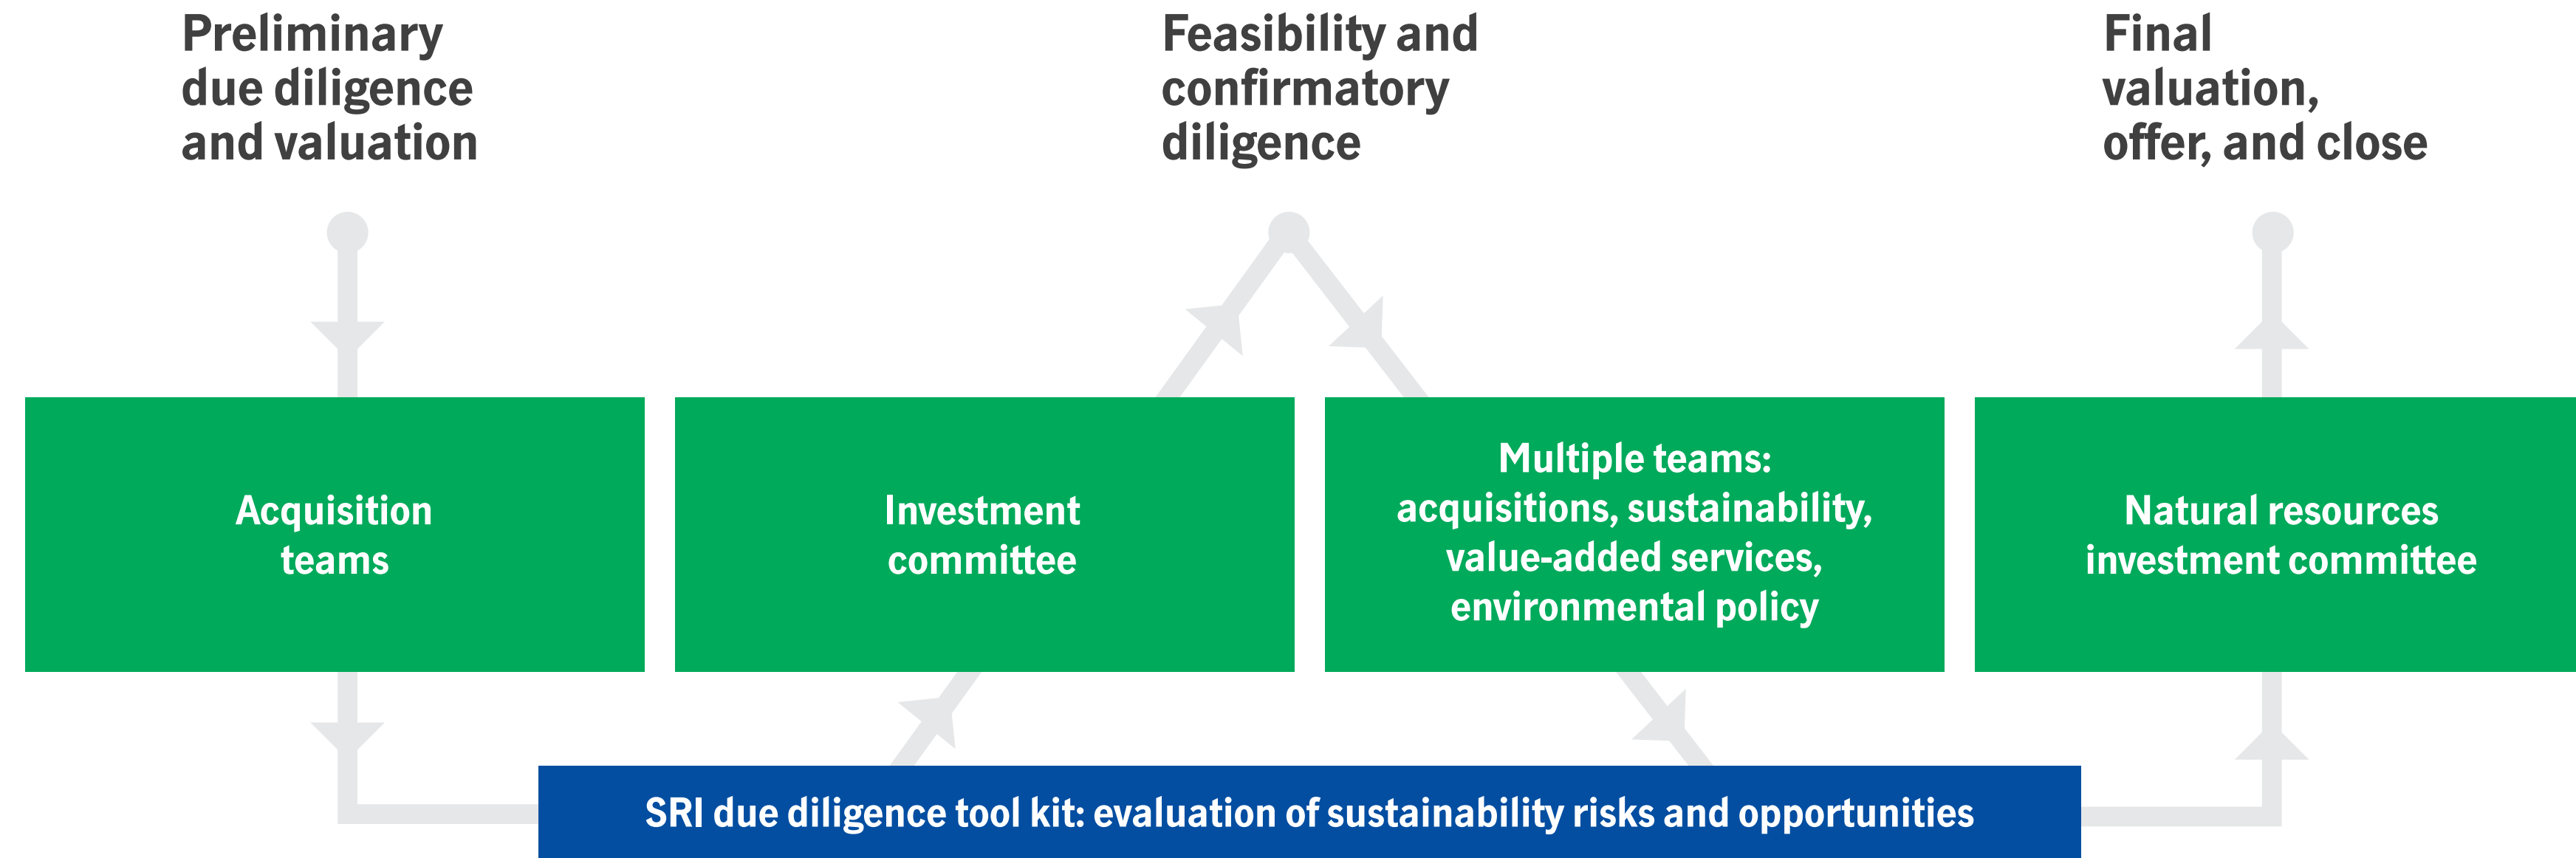 Preliminary
due diligence
and valuation
Feasibility and
confirmatory
diligence
Final
valuation,
offer, and close
Acquisition
teams
Investment
committee
Multiple teams:
acquisitions, sustainability,
value-added services,
environmental policy
Natural resources
investment committee
SRI due diligence tool kit: evaluation of sustainability risks and opportunities